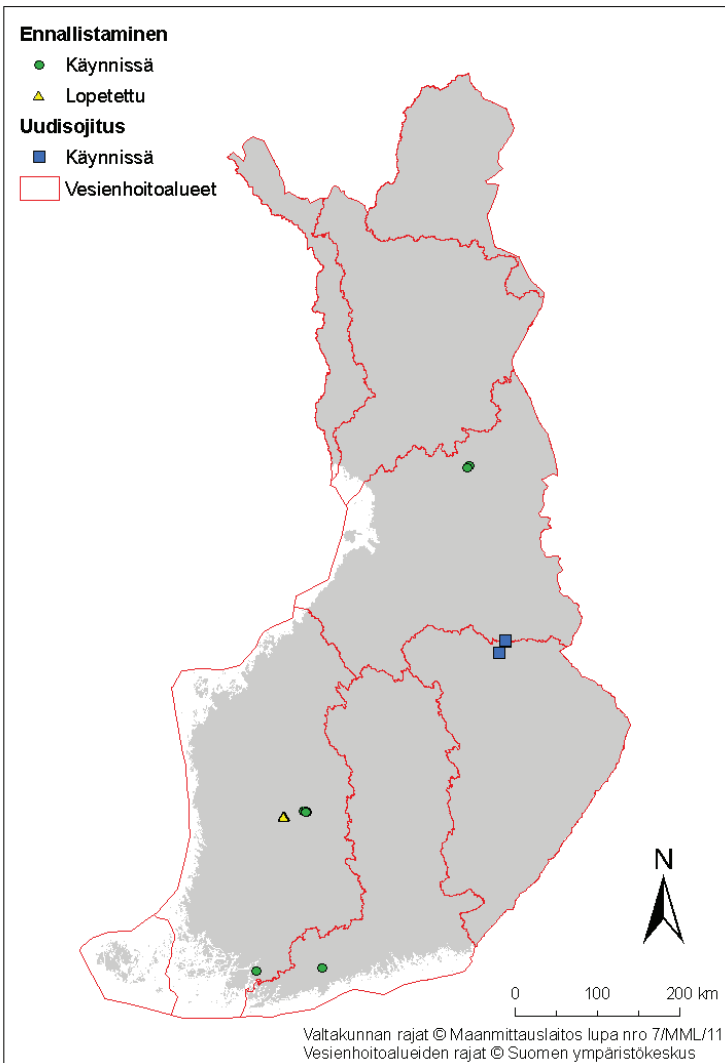 Ennallistaminen
Käynnissä
Lopetettu
Uudisojitus
Käynnissä
Vesienhoitoalueet
N
0 100 200 km
Valtakunnan rajat © Maanmittauslaitos lupa nro 7/MML/11
Vesienhoitoalueiden rajat © Suomen ympäristökeskus